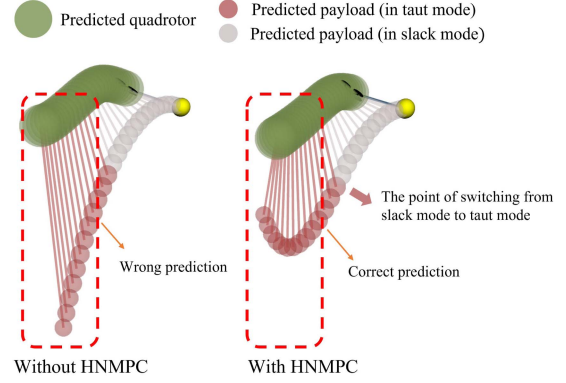 Predicted quadrotor
Predicted payload (in taut mode)
Predicted payload (in slack mode)
The point of switching from
slack mode to taut mode
Wrong prediction
Correct prediction
Without HNMPC
With HNMPC